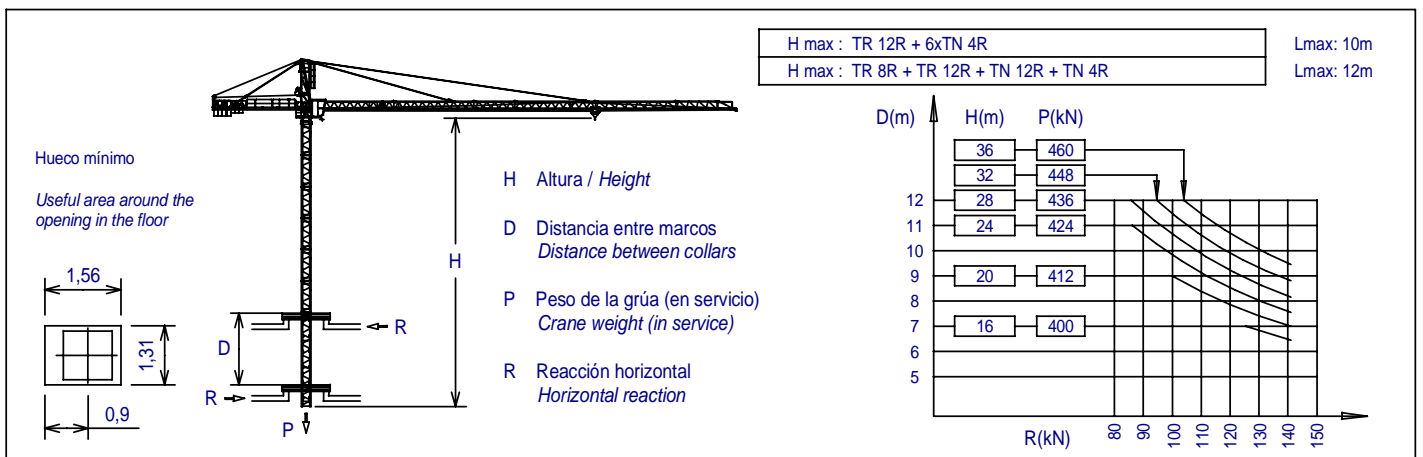 H max : TR 12R + 6xTN 4R
Lmax: 10m
H max : TR 8R + TR 12R + TN 12R + TN 4R
Lmax: 12m
Hueco mínimo
Useful area around the
opening in the floor
1,56
1,31
0,9
D
R
R
P
H
H Altura / Height
D Distancia entre marcos
Distance between collars
P Peso de la grúa (en servicio)
Crane weight (in service)
R Reacción horizontal
Horizontal reaction
D(m) H(m) P(kN)
36 460
32 448
12 28 436
11 24 424
10
9 20 412
8
7 16 400
6
5
R(kN) 80 90 100 110 120 130 140 150